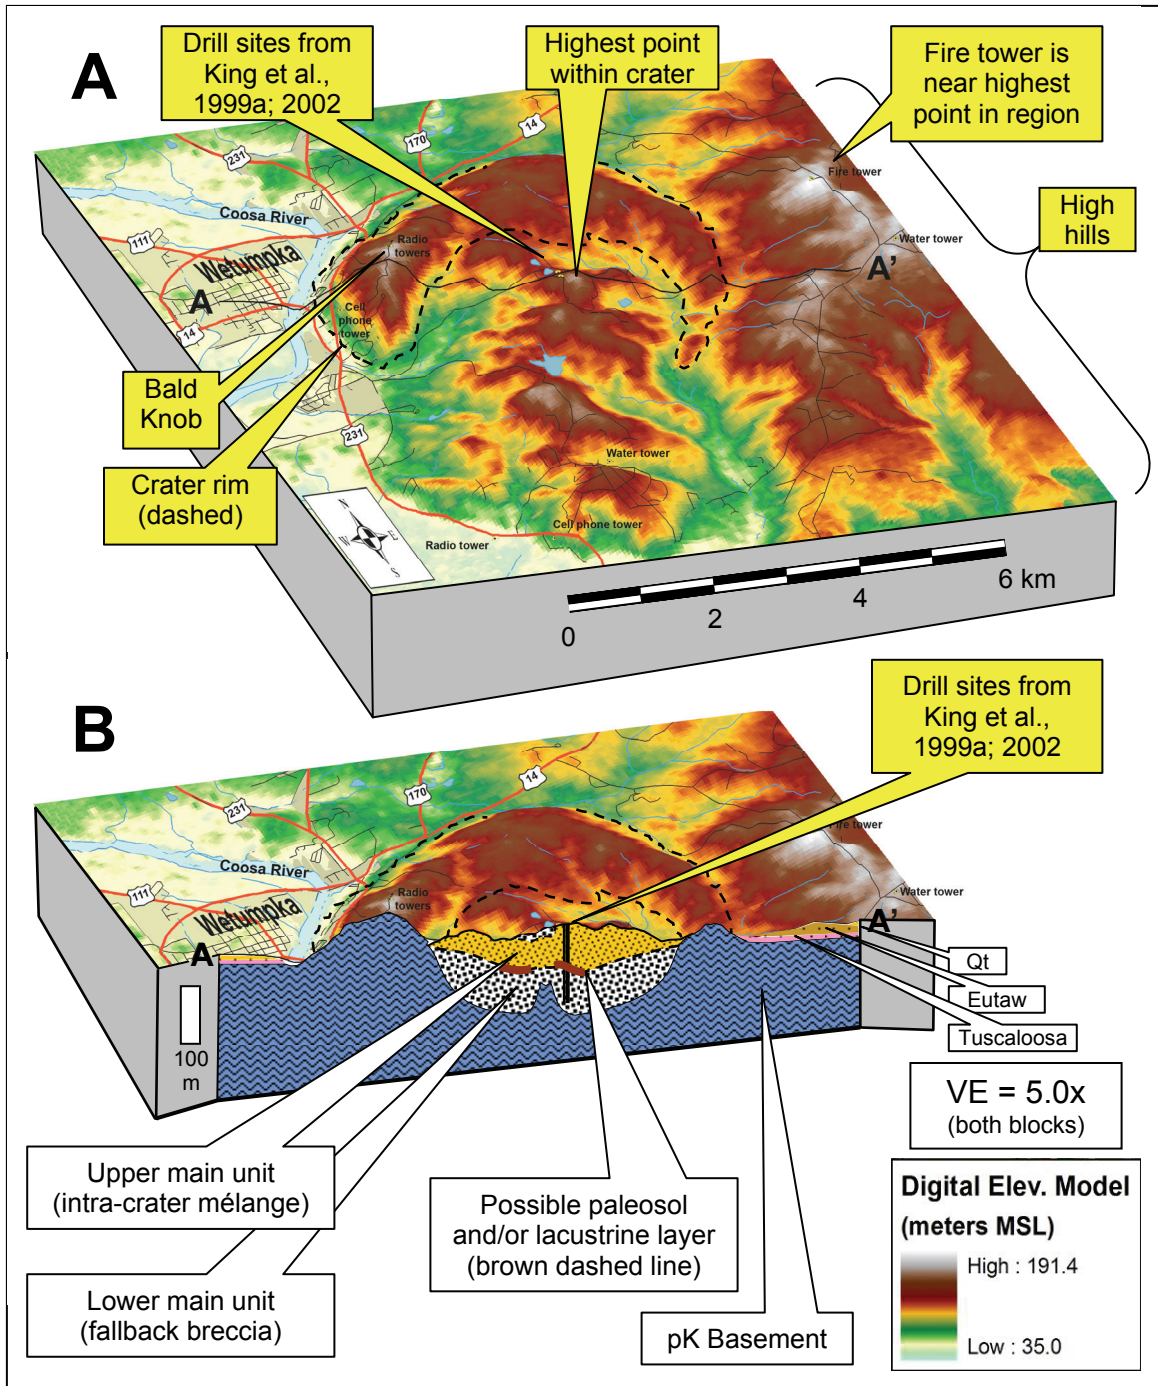 A
Drill sites from
King et al.,
1999a; 2002
Highest point
within crater
Fire tower is
near highest
point in region
High
hills
231
170
14
Coosa River
111
Wetumpka
A
14
Radio
towers
Cell
phone
tower
Fire tower
Water tower
A'
Bald
Knob
Crater rim
(dashed)
231
Water tower
Cell phone tower
Radio tower
N
E
S
W
0
2
4
6 km
B
Drill sites from
King et al.,
1999a; 2002
231
170
14
Coosa River
111
Wetumpka
A
Radio
towers
Fire tower
Water tower
A'
100
m
Qt
Eutaw
Tuscaloosa
VE = 5.0x
(both blocks)
Upper main unit
(intra-crater mélange)
Lower main unit
(fallback breccia)
Possible paleosol
and/or lacustrine layer
(brown dashed line)
pK Basement
Digital Elev. Model
(meters MSL)
High : 191.4
Low : 35.0